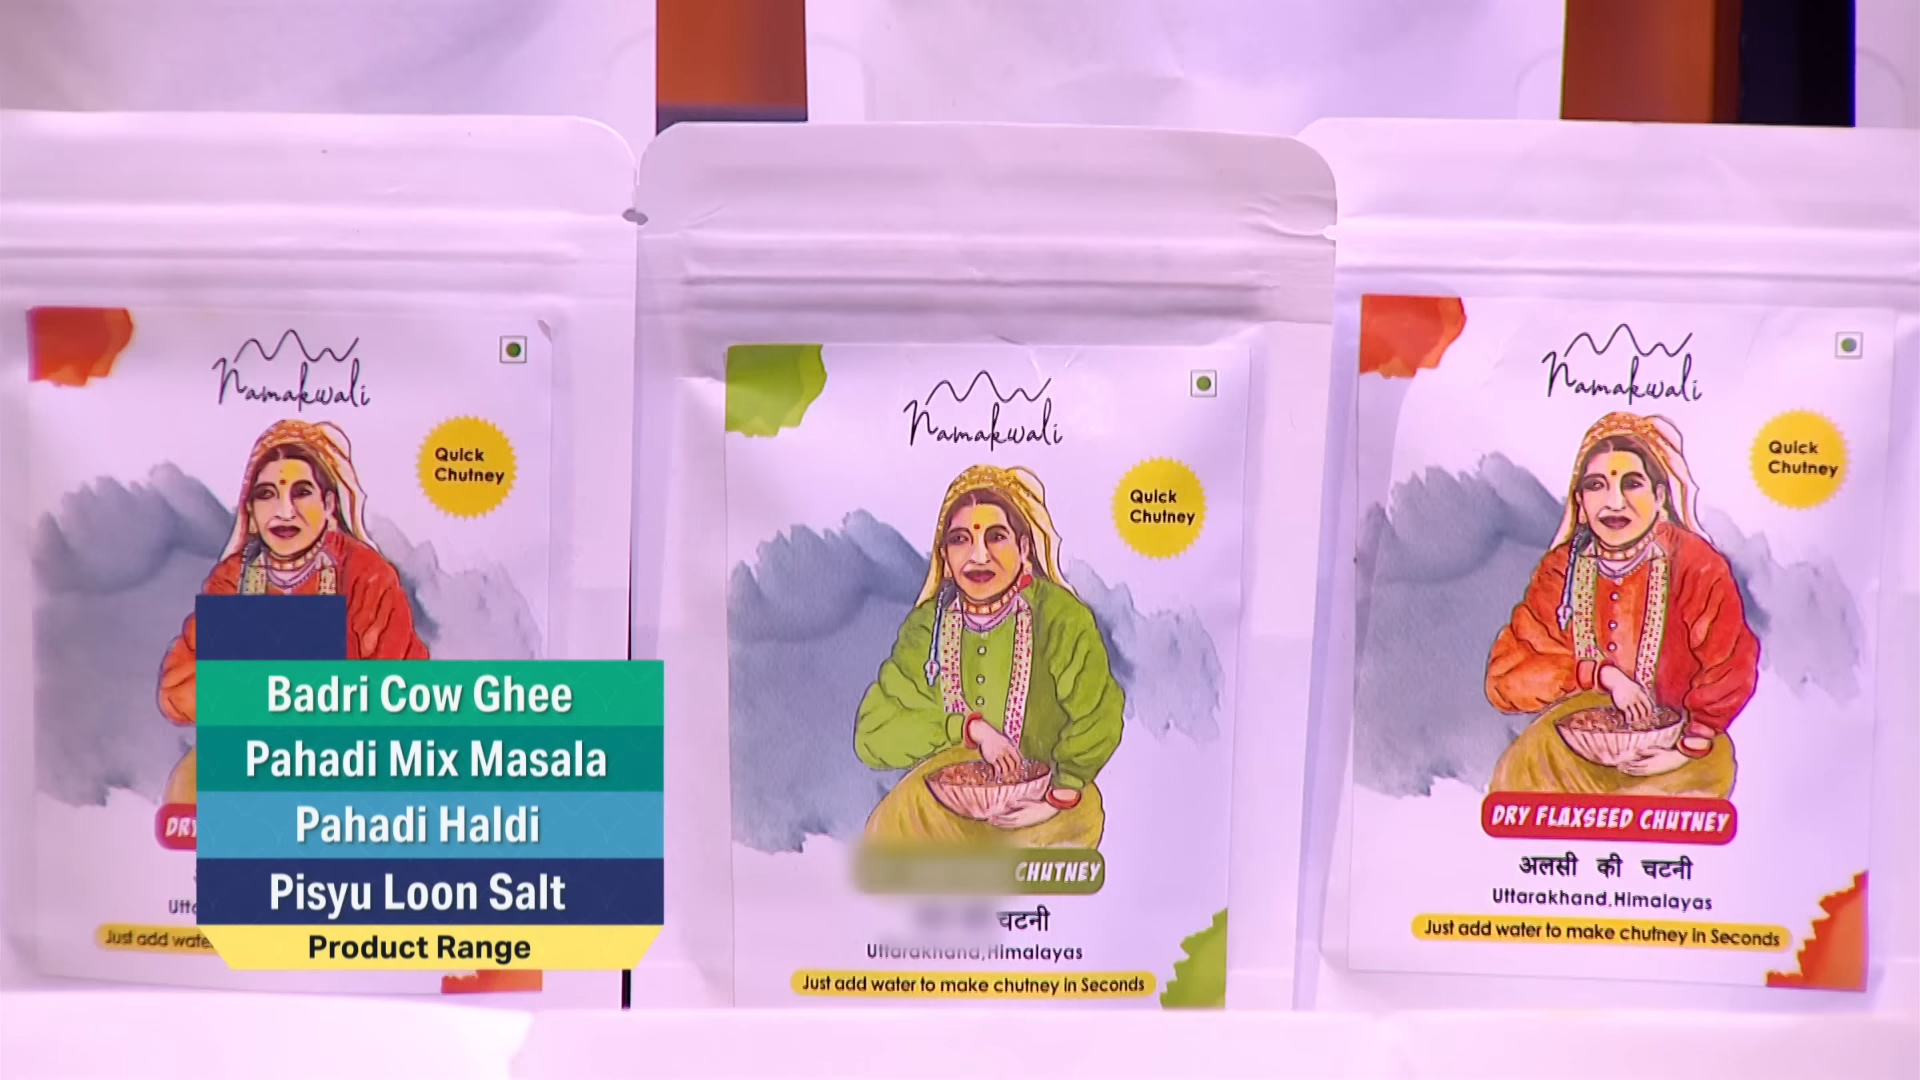 Namakwali
Quick
Chutney
DRY
Just add water
Namakwali
Quick
Chutney
CHUTNEY
चटनी
Uttarakhand, Himalayas
Just add water to make chutney in Seconds
Namakwali
Quick
Chutney
DRY FLAXSEED CHUTNEY
अलसी की चटनी
Uttarakhand, Himalayas
Just add water to make chutney in Seconds
Badri Cow Ghee
Pahadi Mix Masala
Pahadi Haldi
Pisyu Loon Salt
Product Range